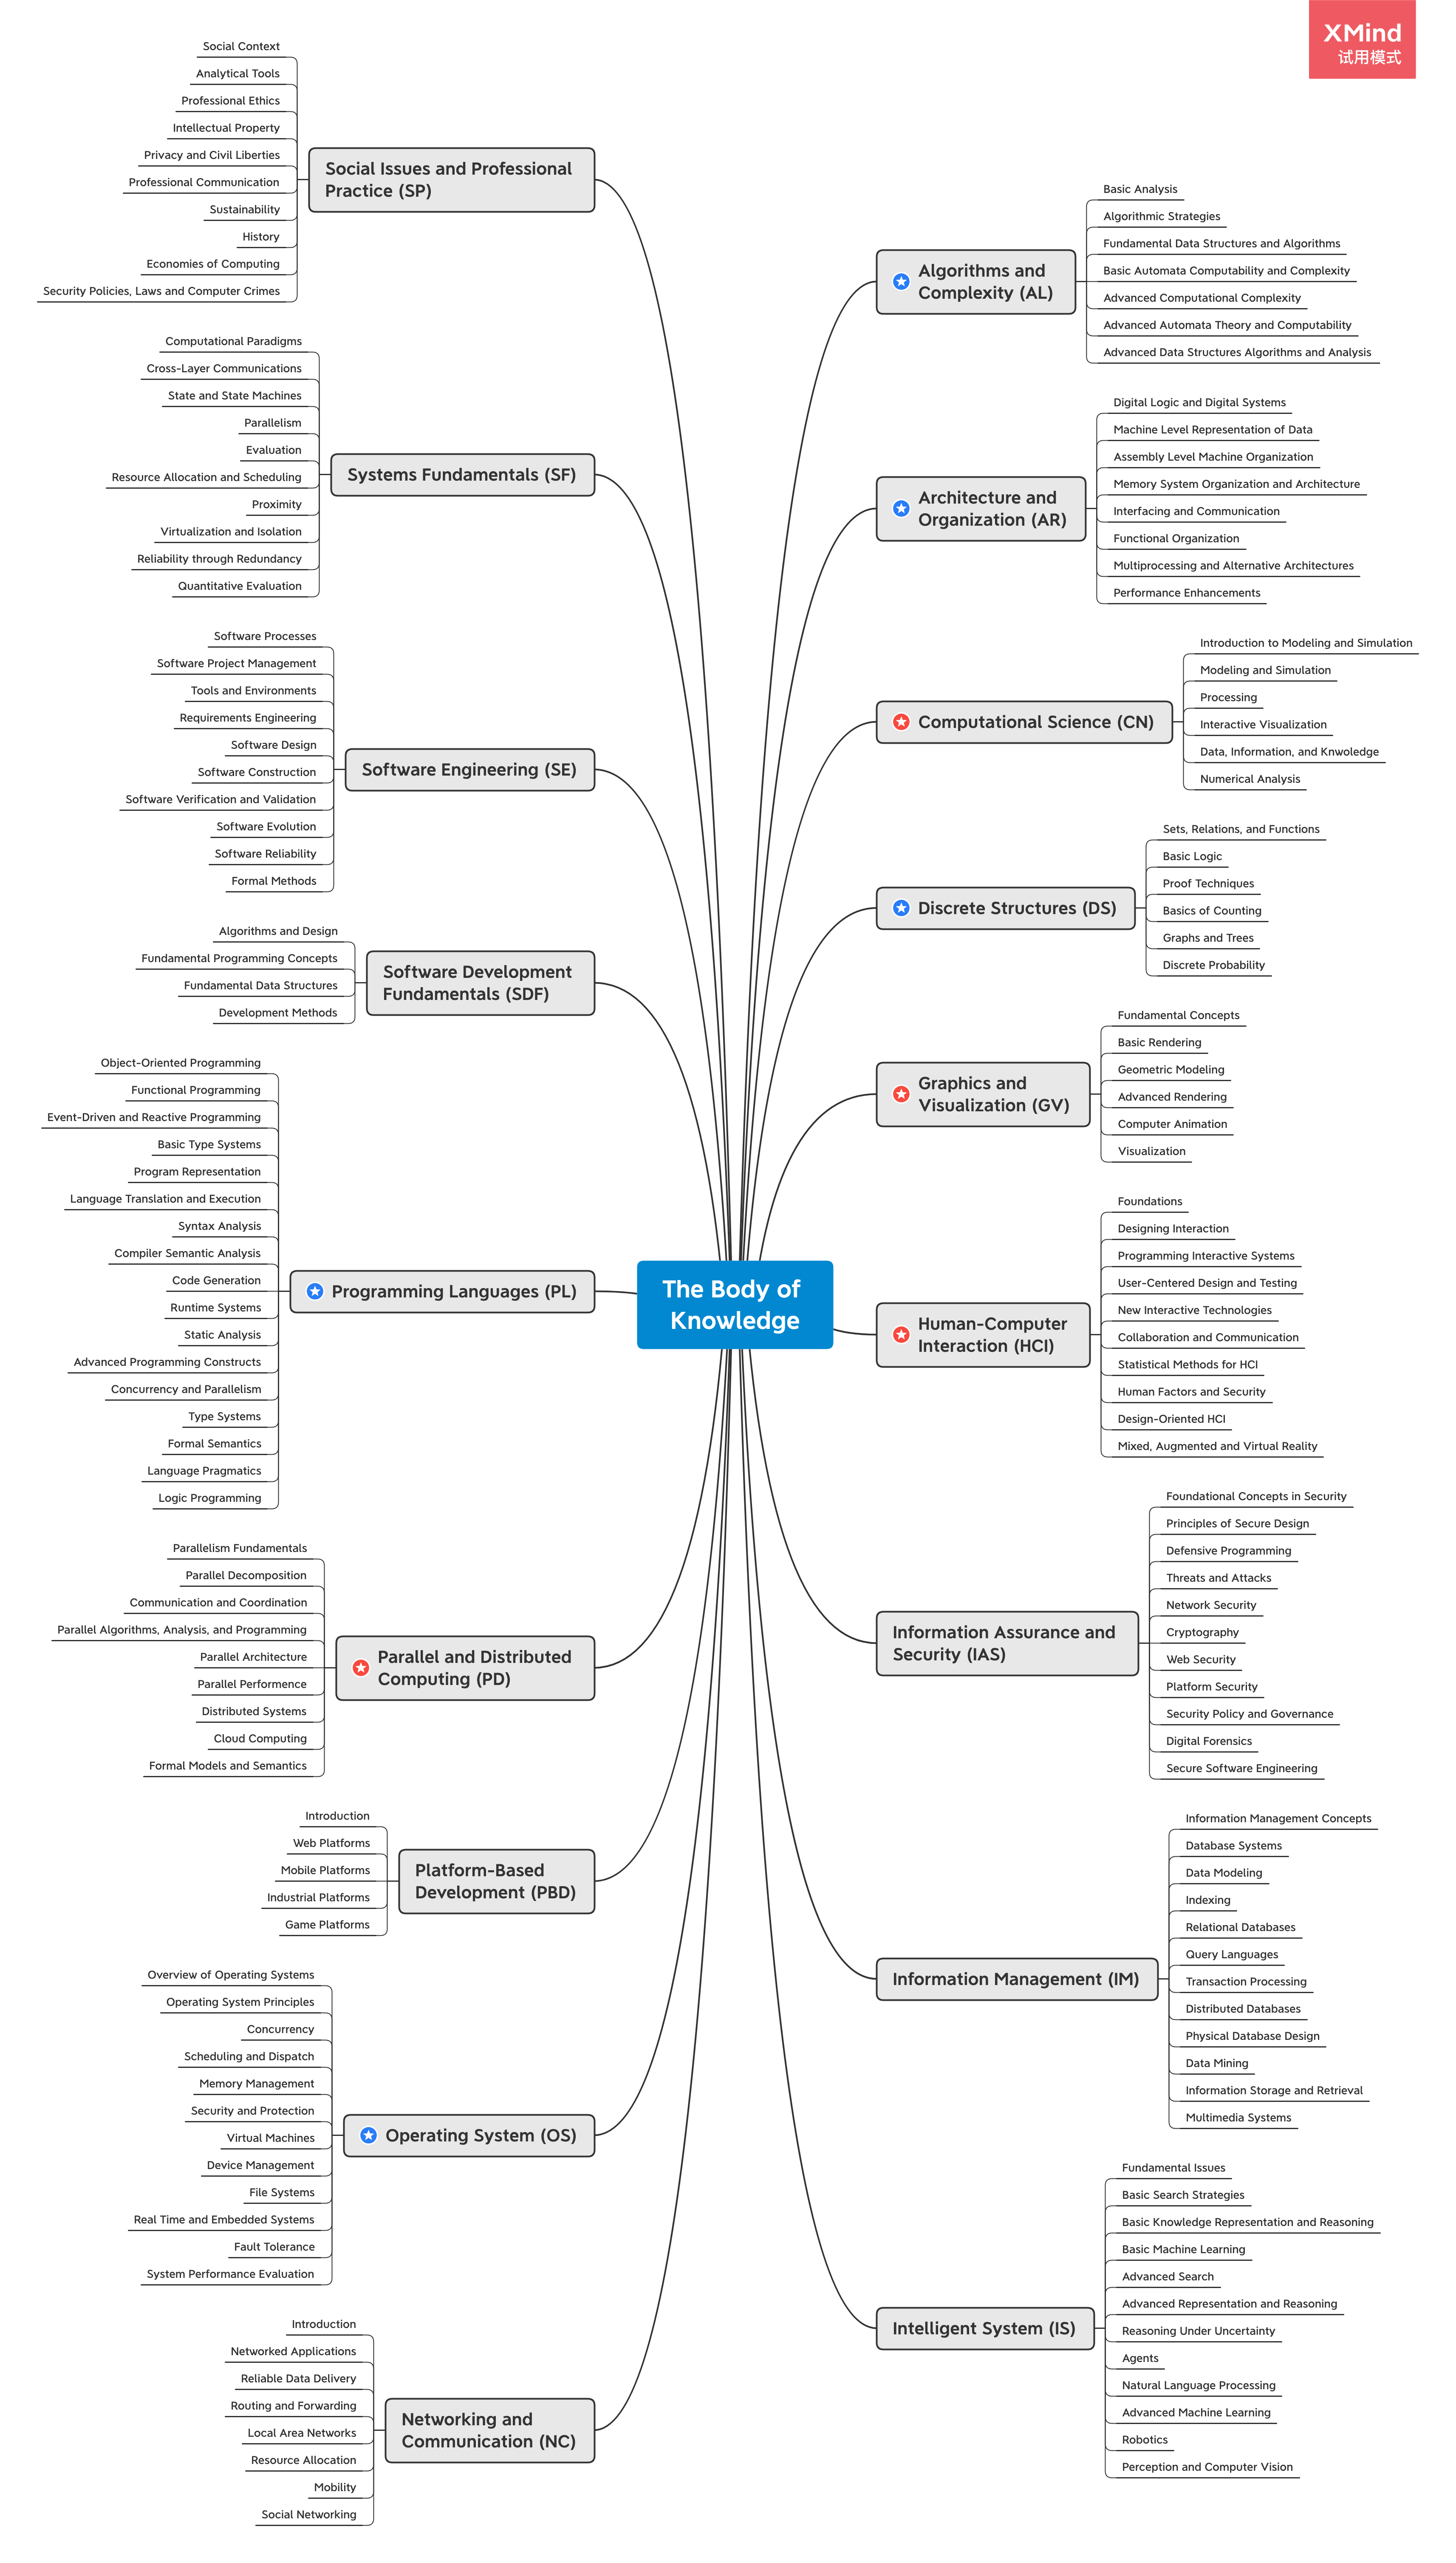 XMind
试用模式
The Body of
Knowledge
Algorithms and
Complexity (AL)
Basic Analysis
Algorithmic Strategies
Fundamental Data Structures and Algorithms
Basic Automata Computability and Complexity
Advanced Computational Complexity
Advanced Automata Theory and Computability
Advanced Data Structures Algorithms and Analysis
Architecture and
Organization (AR)
Digital Logic and Digital Systems
Machine Level Representation of Data
Assembly Level Machine Organization
Memory System Organization and Architecture
Interfacing and Communication
Functional Organization
Multiprocessing and Alternative Architectures
Performance Enhancements
Computational Science (CN)
Introduction to Modeling and Simulation
Modeling and Simulation
Processing
Interactive Visualization
Data, Information, and Knwoledge
Numerical Analysis
Discrete Structures (DS)
Sets, Relations, and Functions
Basic Logic
Proof Techniques
Basics of Counting
Graphs and Trees
Discrete Probability
Graphics and
Visualization (GV)
Fundamental Concepts
Basic Rendering
Geometric Modeling
Advanced Rendering
Computer Animation
Visualization
Human-Computer
Interaction (HCI)
Foundations
Designing Interaction
Programming Interactive Systems
User-Centered Design and Testing
New Interactive Technologies
Collaboration and Communication
Statistical Methods for HCI
Human Factors and Security
Design-Oriented HCI
Mixed, Augmented and Virtual Reality
Information Assurance and
Security (IAS)
Foundational Concepts in Security
Principles of Secure Design
Defensive Programming
Threats and Attacks
Network Security
Cryptography
Web Security
Platform Security
Security Policy and Governance
Digital Forensics
Secure Software Engineering
Information Management (IM)
Information Management Concepts
Database Systems
Data Modeling
Indexing
Relational Databases
Query Languages
Transaction Processing
Distributed Databases
Physical Database Design
Data Mining
Information Storage and Retrieval
Multimedia Systems
Intelligent System (IS)
Fundamental Issues
Basic Search Strategies
Basic Knowledge Representation and Reasoning
Basic Machine Learning
Advanced Search
Advanced Representation and Reasoning
Reasoning Under Uncertainty
Agents
Natural Language Processing
Advanced Machine Learning
Robotics
Perception and Computer Vision
Social Issues and Professional
Practice (SP)
Social Context
Analytical Tools
Professional Ethics
Intellectual Property
Privacy and Civil Liberties
Professional Communication
Sustainability
History
Economies of Computing
Security Policies, Laws and Computer Crimes
Systems Fundamentals (SF)
Computational Paradigms
Cross-Layer Communications
State and State Machines
Parallelism
Evaluation
Resource Allocation and Scheduling
Proximity
Virtualization and Isolation
Reliability through Redundancy
Quantitative Evaluation
Software Engineering (SE)
Software Processes
Software Project Management
Tools and Environments
Requirements Engineering
Software Design
Software Construction
Software Verification and Validation
Software Evolution
Software Reliability
Formal Methods
Software Development
Fundamentals (SDF)
Algorithms and Design
Fundamental Programming Concepts
Fundamental Data Structures
Development Methods
Programming Languages (PL)
Object-Oriented Programming
Functional Programming
Event-Driven and Reactive Programming
Basic Type Systems
Program Representation
Language Translation and Execution
Syntax Analysis
Compiler Semantic Analysis
Code Generation
Runtime Systems
Static Analysis
Advanced Programming Constructs
Concurrency and Parallelism
Type Systems
Formal Semantics
Language Pragmatics
Logic Programming
Parallel and Distributed
Computing (PD)
Parallelism Fundamentals
Parallel Decomposition
Communication and Coordination
Parallel Algorithms, Analysis, and Programming
Parallel Architecture
Parallel Performence
Distributed Systems
Cloud Computing
Formal Models and Semantics
Platform-Based
Development (PBD)
Introduction
Web Platforms
Mobile Platforms
Industrial Platforms
Game Platforms
Operating System (OS)
Overview of Operating Systems
Operating System Principles
Concurrency
Scheduling and Dispatch
Memory Management
Security and Protection
Virtual Machines
Device Management
File Systems
Real Time and Embedded Systems
Fault Tolerance
System Performance Evaluation
Networking and
Communication (NC)
Introduction
Networked Applications
Reliable Data Delivery
Routing and Forwarding
Local Area Networks
Resource Allocation
Mobility
Social Networking